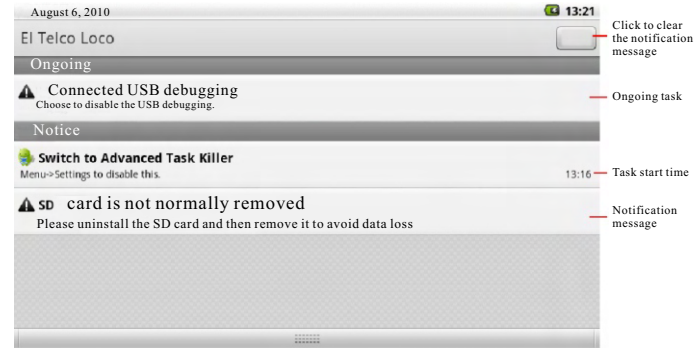 August 6, 2010
13:21
El Telco Loco
Click to clear
the notification
message
Ongoing
Connected USB debugging
Choose to disable the USB debugging.
Ongoing task
Notice
Switch to Advanced Task Killer
Menu->Settings to disable this.
13:16
Task start time
SD card is not normally removed
Please uninstall the SD card and then remove it to avoid data loss
Notification
message